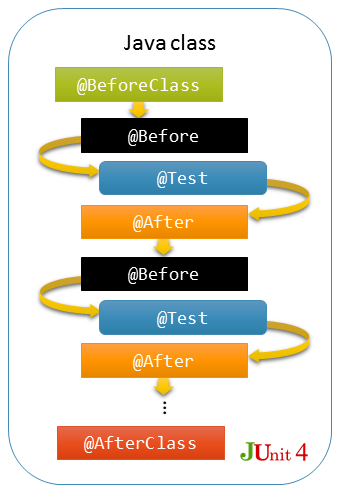 Java class
@BeforeClass
@Before
@Test
@After
@Before
@Test
@After
...
@AfterClass
JUnit 4